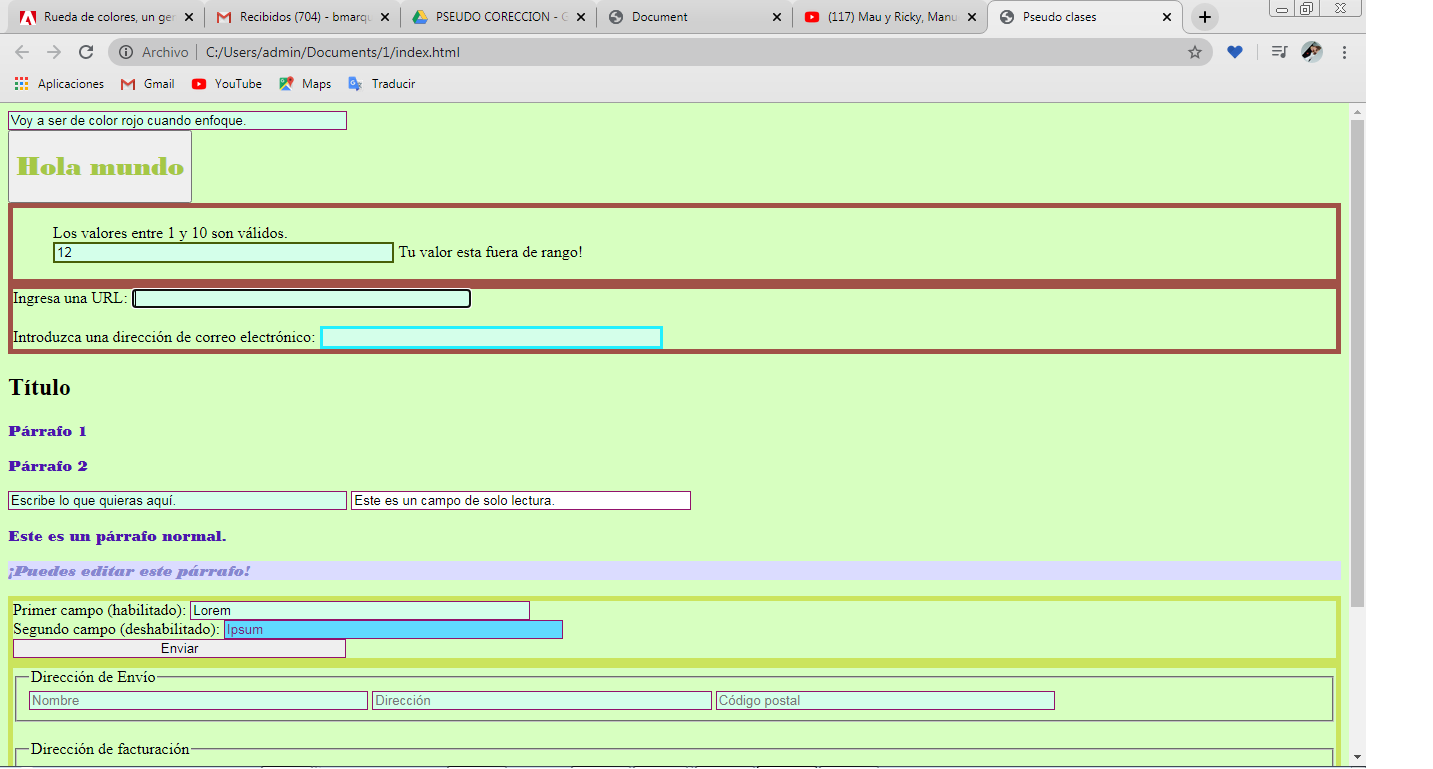 Rueda de colores, un ger
Recibidos (704) - bmarqu
PSEUDO CORECCION - G
Document
(117) Mau y Ricky, Manu
Pseudo clases
Archivo | C:/Users/admin/Documents/1/index.html
Aplicaciones
Gmail
YouTube
Maps
Traducir
Voy a ser de color rojo cuando enfoque.
Hola mundo
Los valores entre 1 y 10 son válidos.
12 Tu valor esta fuera de rango!
Ingresa una URL:
Introduzca una dirección de correo electrónico:
Título
Párrafo 1
Párrafo 2
Escribe lo que quieras aquí. Este es un campo de solo lectura.
Este es un párrafo normal.
¡Puedes editar este párrafo!
Primer campo (habilitado): Lorem
Segundo campo (deshabilitado): Ipsum
Enviar
Dirección de Envío
Nombre Dirección Código postal
Dirección de facturación